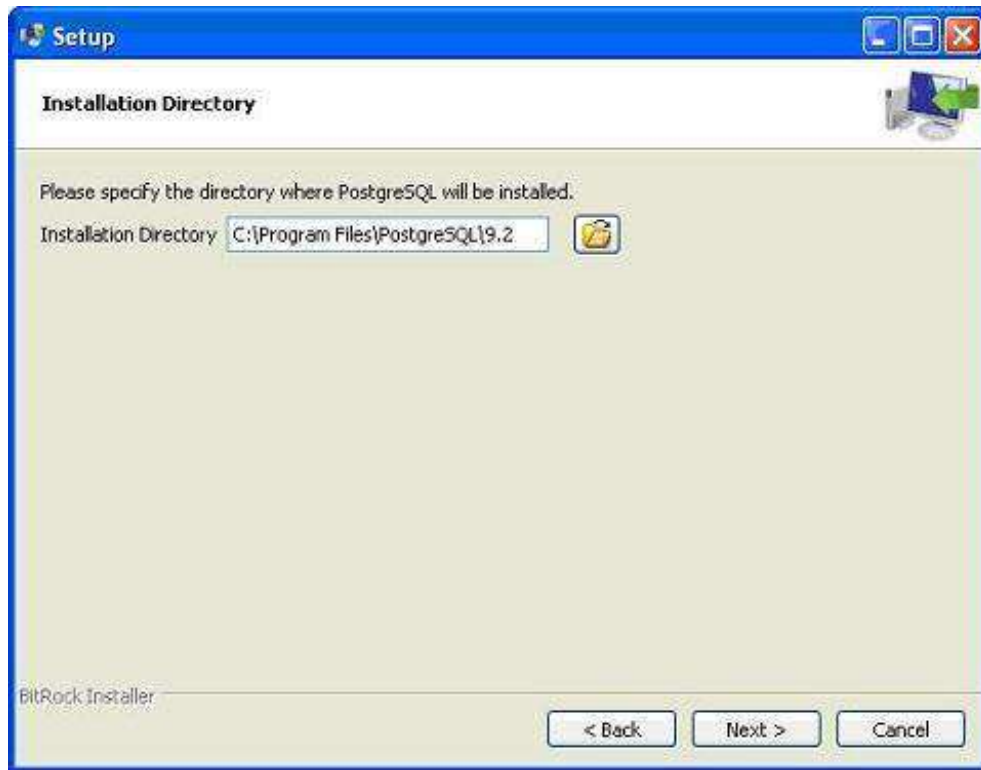 Setup
Installation Directory
Please specify the directory where PostgreSQL will be installed.
Installation Directory C:\Program Files\PostgreSQL\9.2
BitRock Installer
< Back Next > Cancel